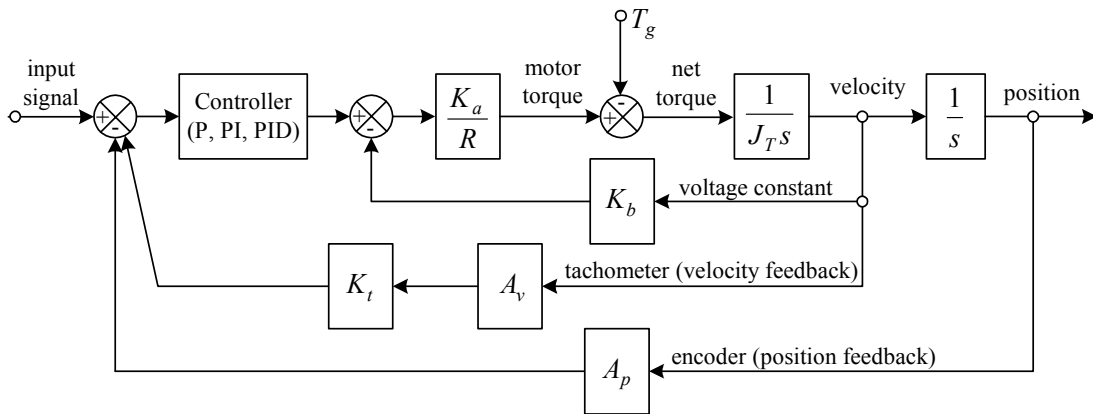 T_g
input
signal
+
-
Controller
(P, PI, PID)
+
-
K_a
R
motor
torque
-
+
net
torque
1
J_T s
velocity
1
s
position
K_b
voltage constant
K_t
A_v
tachometer (velocity feedback)
A_p
encoder (position feedback)